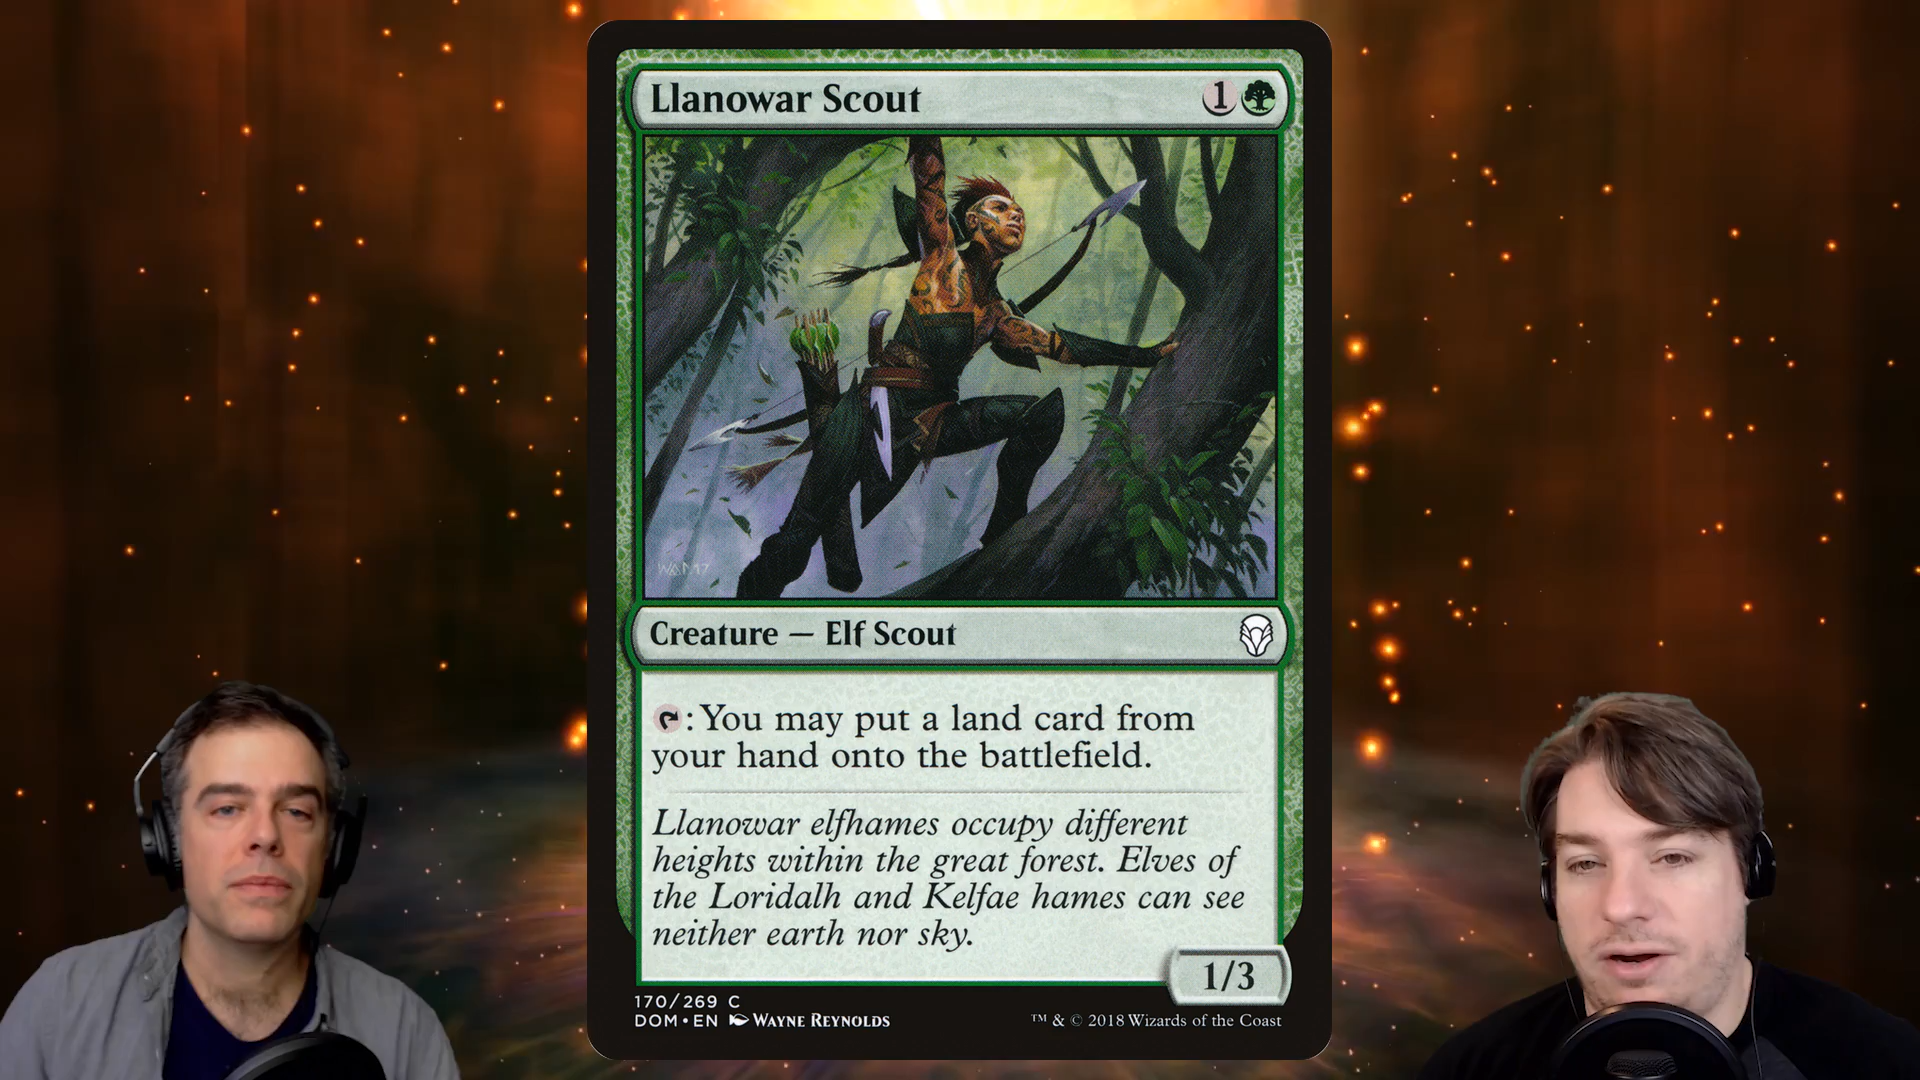 Llanowar Scout 1
WAM17
Creature — Elf Scout
: You may put a land card from
your hand onto the battlefield.
Llanowar elfhames occupy different
heights within the great forest. Elves of
the Loridalh and Kelfae hames can see
neither earth nor sky.
1/3
170/269 C
DOM • EN WAYNE REYNOLDS
™ & © 2018 Wizards of the Coast